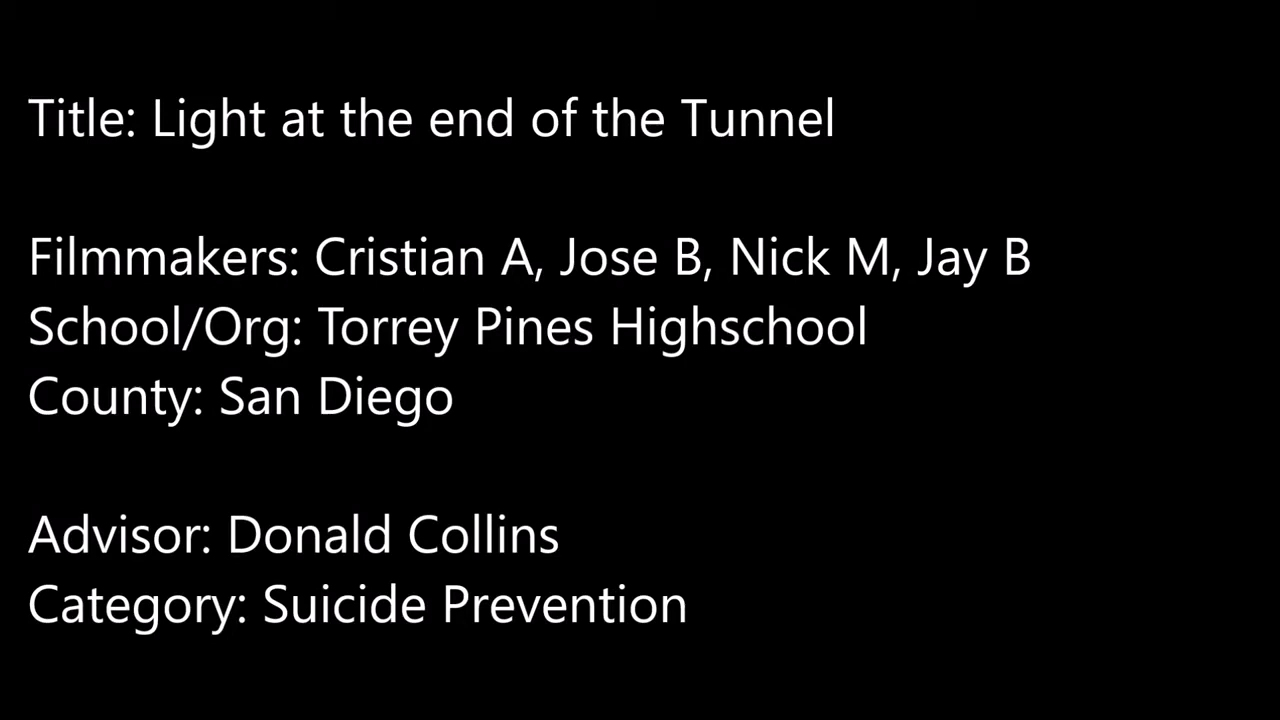 Title: Light at the end of the Tunnel
Filmmakers: Cristian A, Jose B, Nick M, Jay B
School/Org: Torrey Pines Highschool
County: San Diego
Advisor: Donald Collins
Category: Suicide Prevention